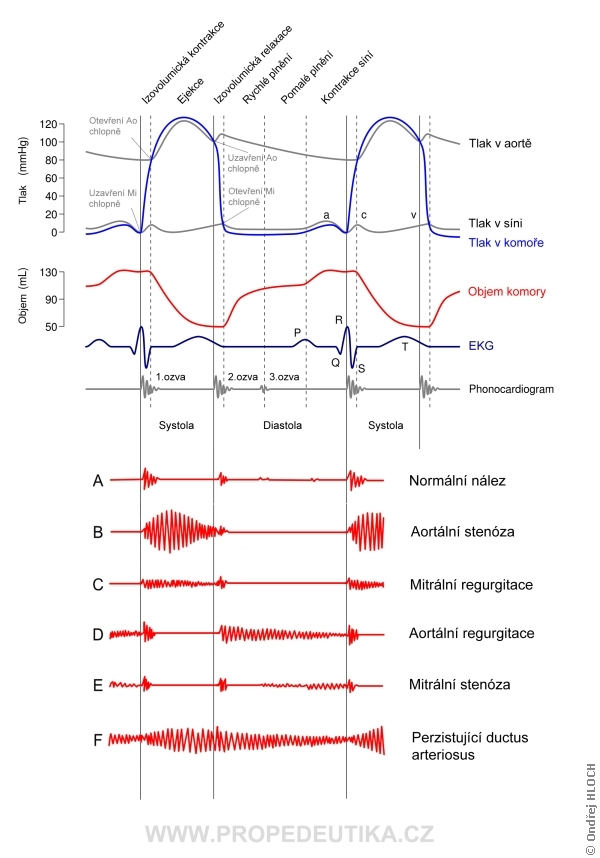 Izovolumická kontrakce
Ejekce
Izovolumická relaxace
Rychlé plnění
Pomalé plnění
Kontrakce síní
Tlak (mmHg)
120
100
80
60
40
20
0
Otevření Ao
chlopně
Uzavření Mi
chlopně
Uzavření Ao
chlopně
Otevření Mi
chlopně
a
c
v
Tlak v aortě
Tlak v síni
Tlak v komoře
Objem (mL)
130
90
50
Objem komory
P
R
Q
S
T
EKG
1.ozva
2.ozva
3.ozva
Phonocardiogram
Systola
Diastola
Systola
A
Normální nález
B
Aortální stenóza
C
Mitrální regurgitace
D
Aortální regurgitace
E
Mitrální stenóza
F
Perzistující ductus
arteriosus
WWW.PROPEDEUTIKA.CZ
© Ondřej HLOCH